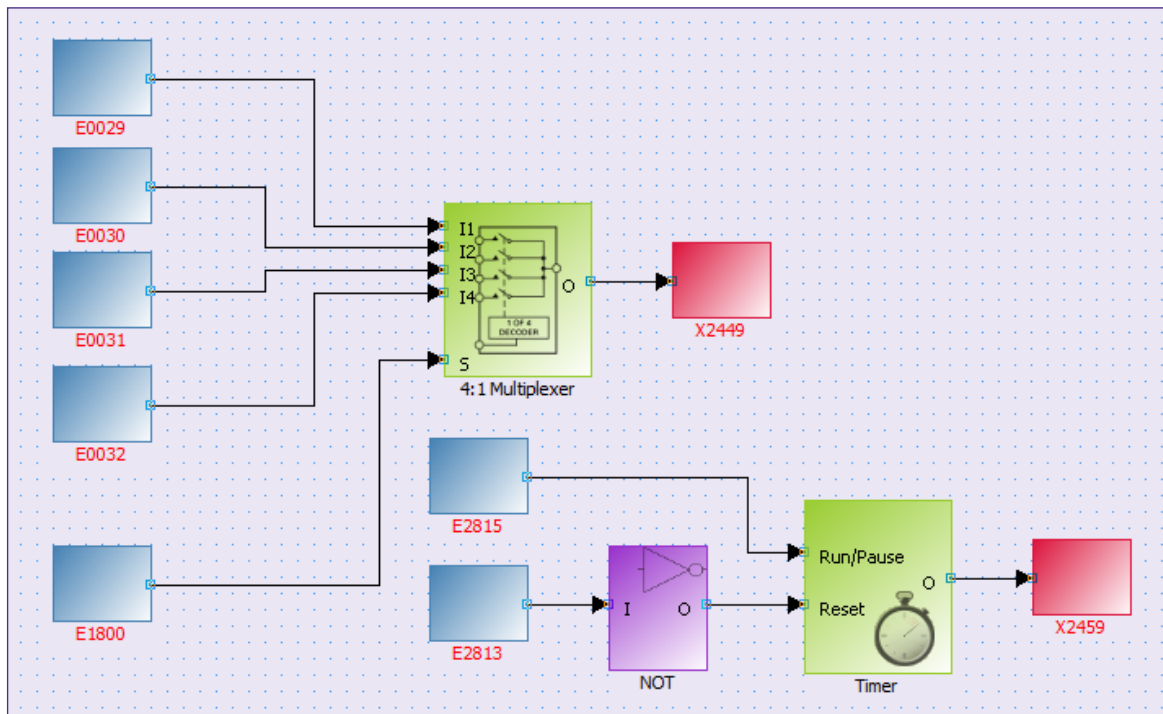 E0029
E0030
E0031
E0032
E1800
I1
I2
I3
I4
S
O
1 OF 4
DECODER
4:1 Multiplexer
X2449
E2815
E2813
I
O
NOT
Run/Pause
Reset
O
Timer
X2459